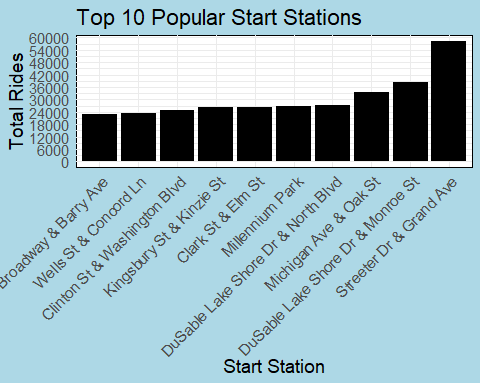 Top 10 Popular Start Stations
Total Rides
60000
54000
48000
42000
36000
30000
24000
18000
12000
6000
0
Broadway & Barry Ave
Wells St & Concord Ln
Clinton St & Washington Blvd
Kingsbury St & Kinzie St
Clark St & Elm St
Millennium Park
DuSable Lake Shore Dr & North Blvd
Michigan Ave & Oak St
DuSable Lake Shore Dr & Monroe St
Streeter Dr & Grand Ave
Start Station